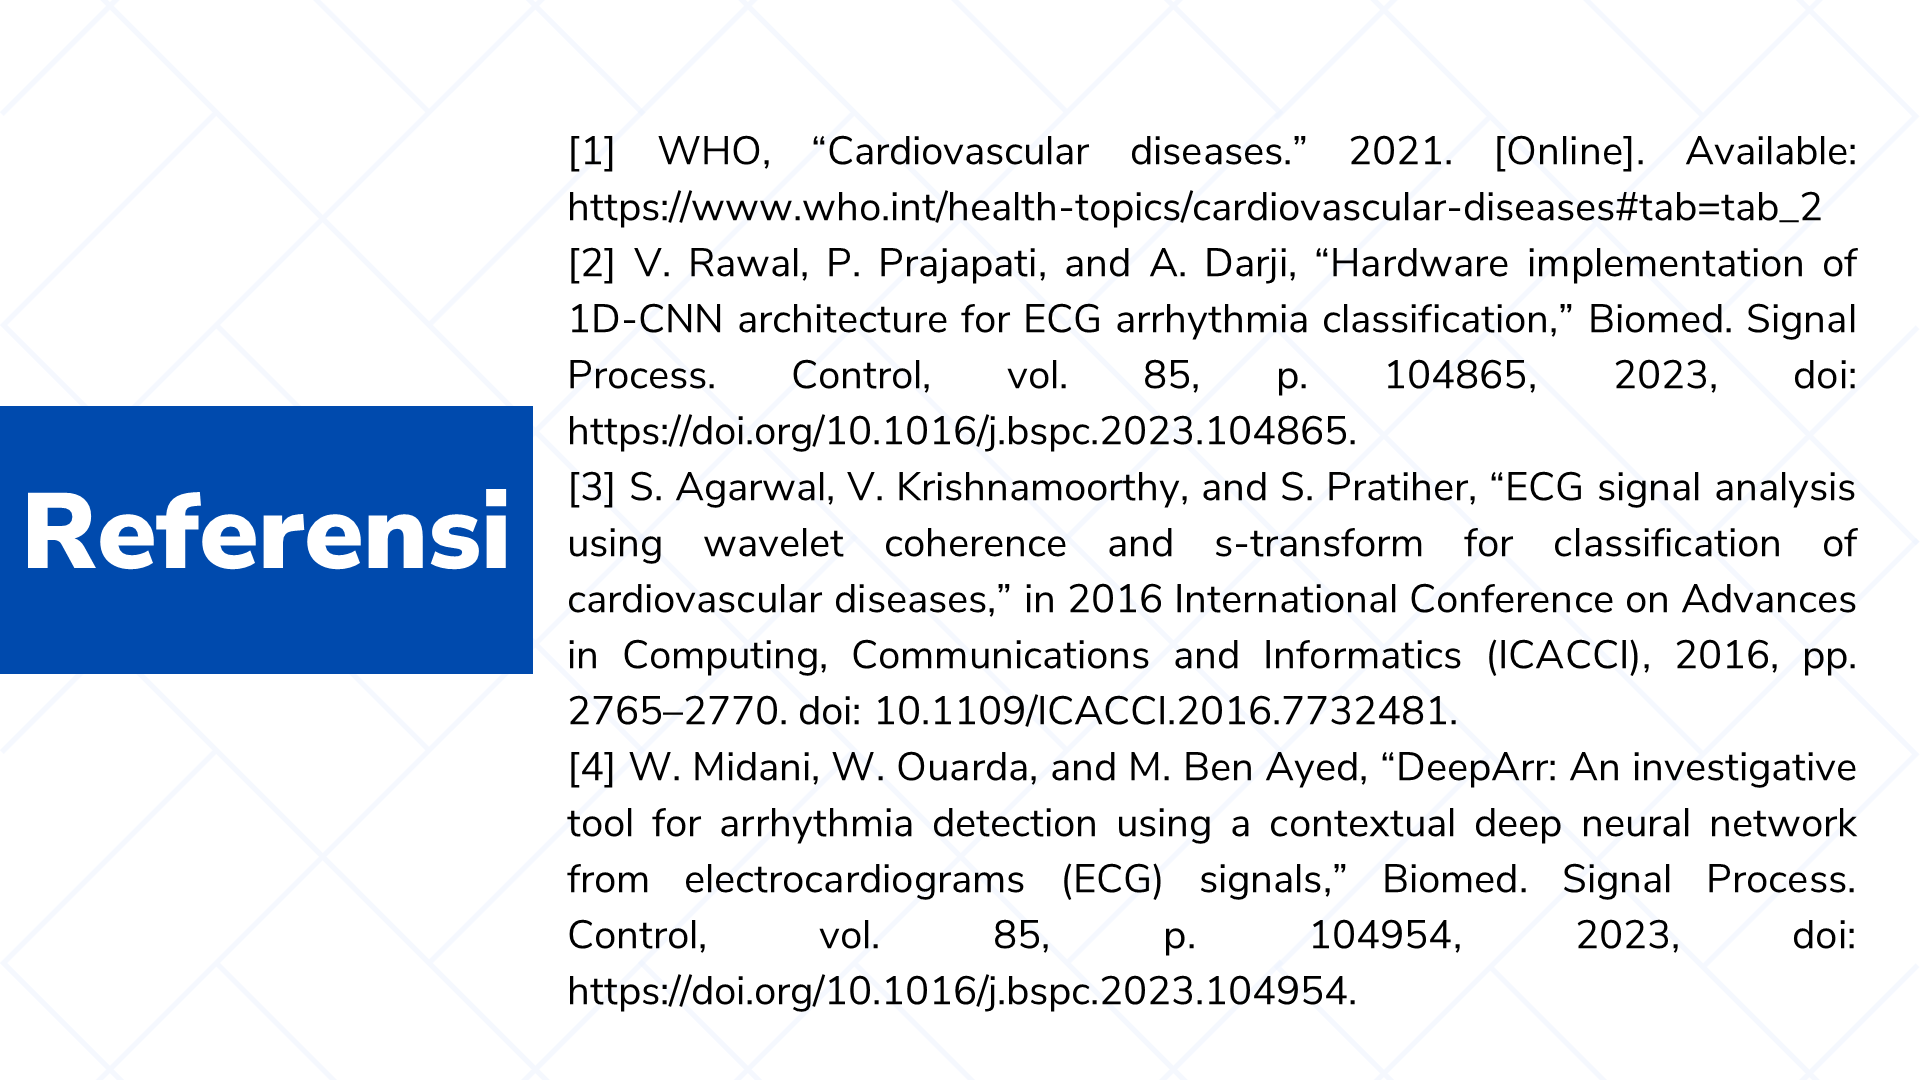 Referensi
[1] WHO, “Cardiovascular diseases.” 2021. [Online]. Available:
https://www.who.int/health-topics/cardiovascular-diseases#tab=tab_2
[2] V. Rawal, P. Prajapati, and A. Darji, “Hardware implementation of
1D-CNN architecture for ECG arrhythmia classification,” Biomed. Signal
Process. Control, vol. 85, p. 104865, 2023, doi:
https://doi.org/10.1016/j.bspc.2023.104865.
[3] S. Agarwal, V. Krishnamoorthy, and S. Pratiher, “ECG signal analysis
using wavelet coherence and s-transform for classification of
cardiovascular diseases,” in 2016 International Conference on Advances
in Computing, Communications and Informatics (ICACCI), 2016, pp.
2765–2770. doi: 10.1109/ICACCI.2016.7732481.
[4] W. Midani, W. Ouarda, and M. Ben Ayed, “DeepArr: An investigative
tool for arrhythmia detection using a contextual deep neural network
from electrocardiograms (ECG) signals,” Biomed. Signal Process.
Control, vol. 85, p. 104954, 2023, doi:
https://doi.org/10.1016/j.bspc.2023.104954.